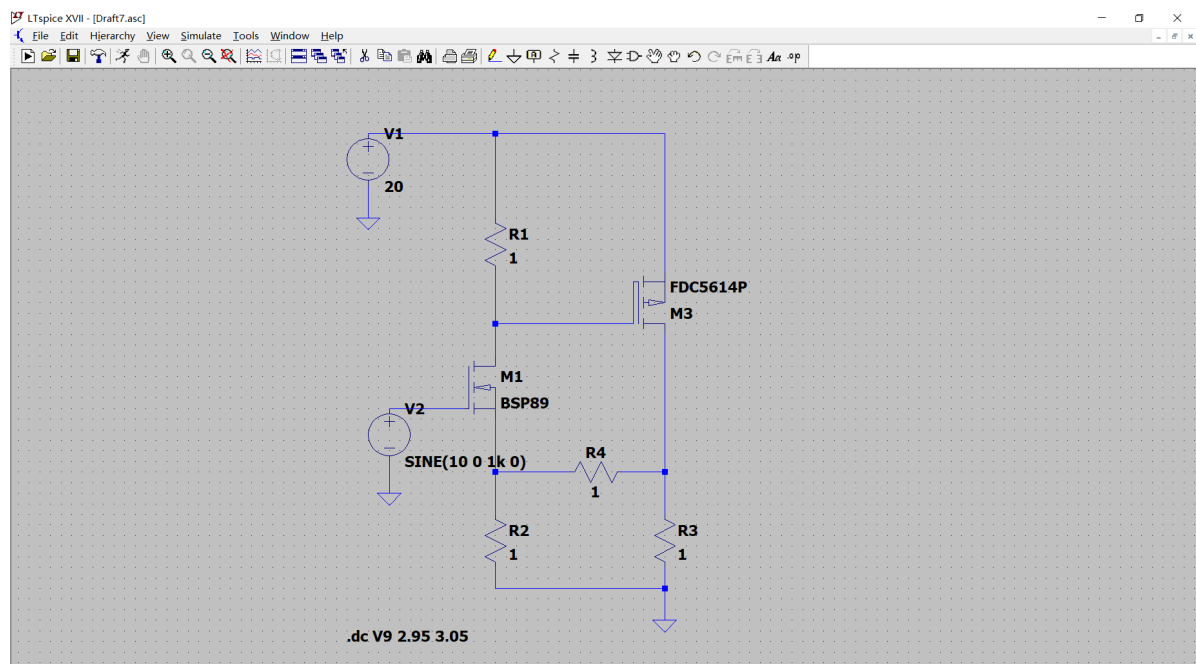 LTspice XVII - [Draft7.asc]
File Edit Hierarchy View Simulate Tools Window Help
V1
20
R1
1
FDC5614P
M3
M1
BSP89
V2
SINE(10 0 1k 0)
R4
1
R2
1
R3
1
.dc V9 2.95 3.05